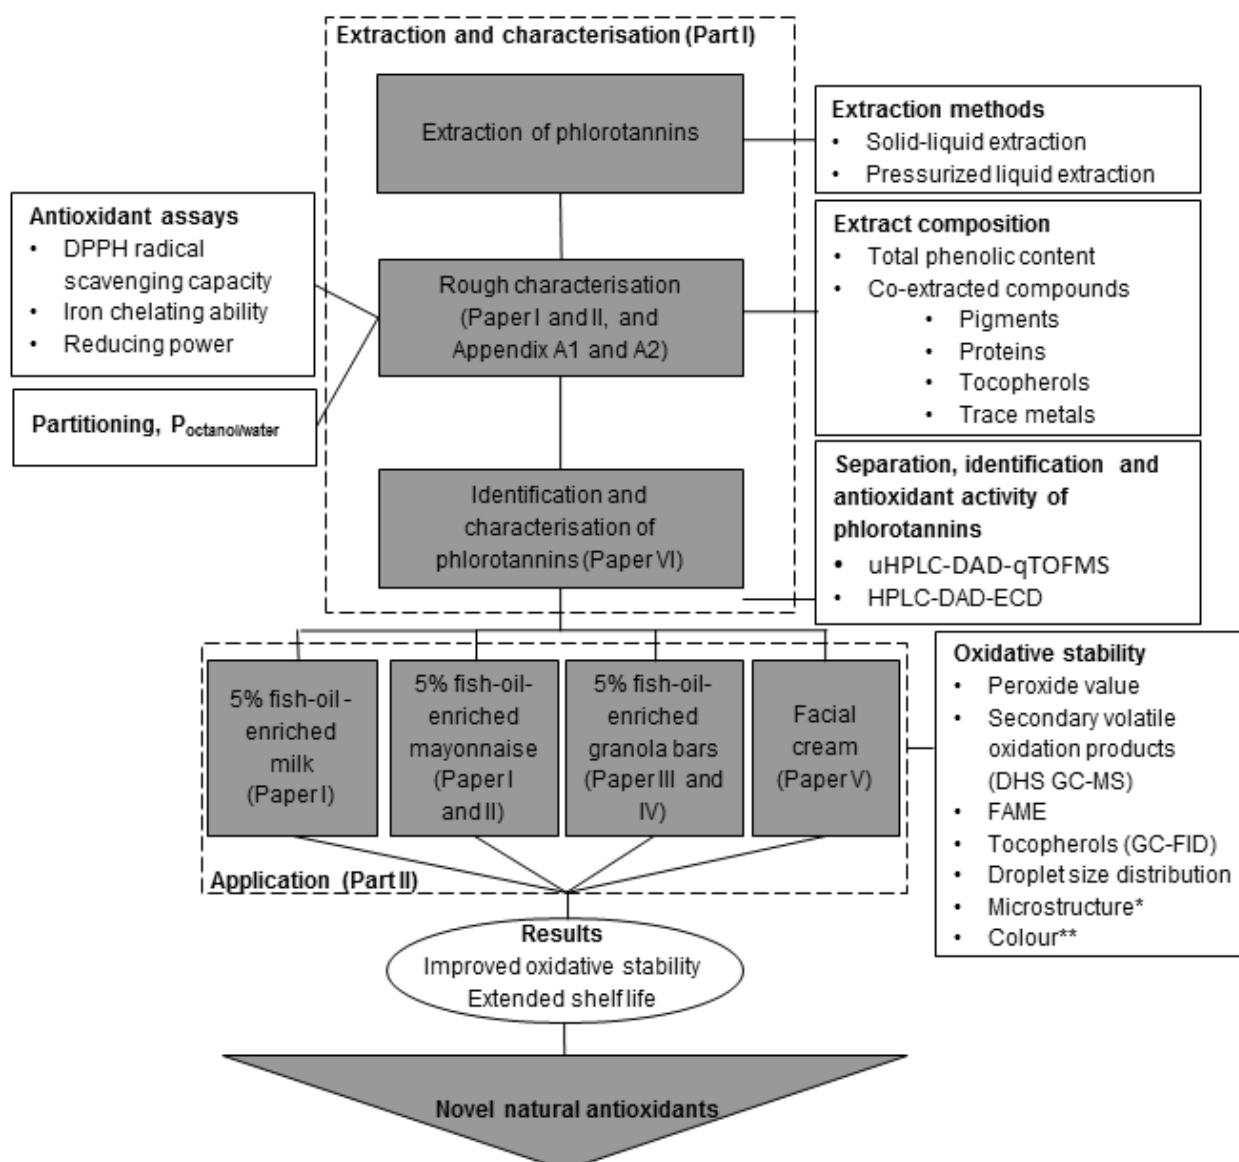 Extraction and characterisation (Part I)
Extraction of phlorotannins
Extraction methods
• Solid-liquid extraction
• Pressurized liquid extraction
Antioxidant assays
• DPPH radical
scavenging capacity
• Iron chelating ability
• Reducing power
Rough characterisation
(Paper I and II, and
Appendix A1 and A2)
Extract composition
• Total phenolic content
• Co-extracted compounds
• Pigments
• Proteins
• Tocopherols
• Trace metals
Partitioning, Poctanol/water
Identification and
characterisation of
phlorotannins (Paper VI)
Separation, identification and
antioxidant activity of
phlorotannins
• uHPLC-DAD-qTOFMS
• HPLC-DAD-ECD
5% fish-oil -
enriched
milk
(Paper I)
5% fish-oil-
enriched
mayonnaise
(Paper I
and II)
5% fish-oil-
enriched
granola bars
(Paper III and
IV)
Facial
cream
(Paper V)
Oxidative stability
• Peroxide value
• Secondary volatile
oxidation products
(DHS GC-MS)
• FAME
• Tocopherols (GC-FID)
• Droplet size distribution
• Microstructure*
• Colour**
Application (Part II)
Results
Improved oxidative stability
Extended shelf life
Novel natural antioxidants